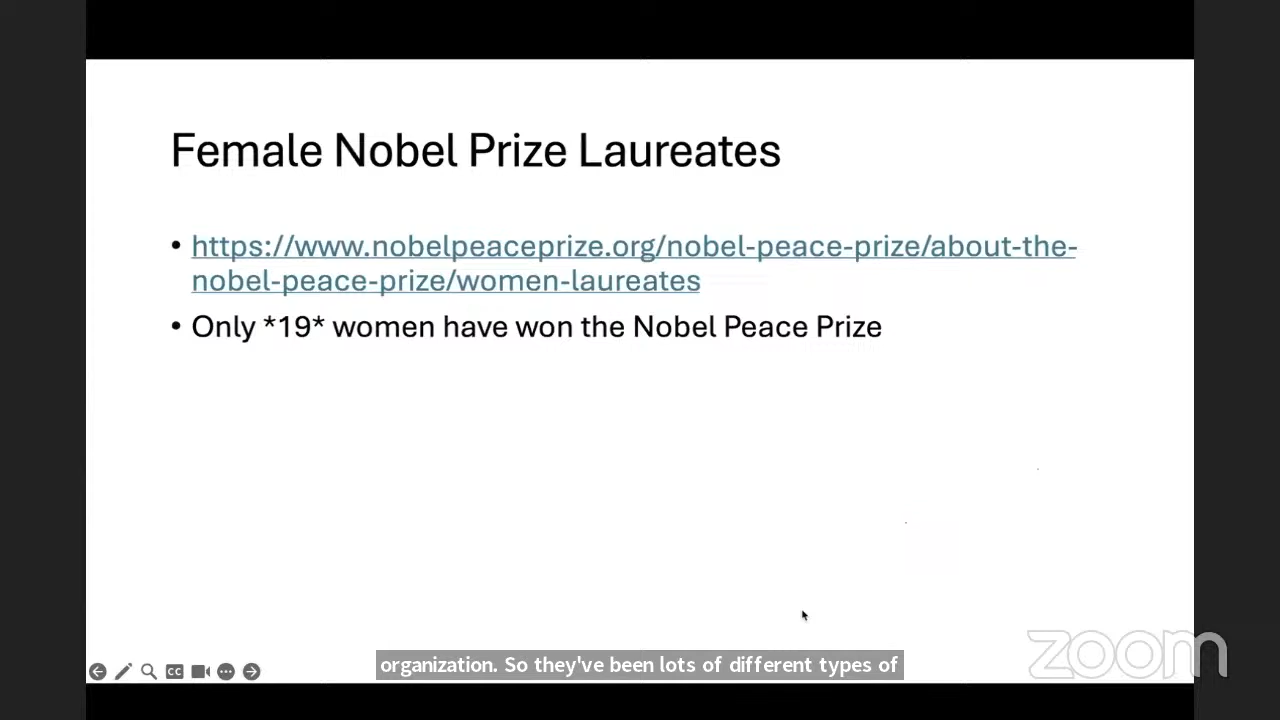 Female Nobel Prize Laureates
• https://www.nobelpeaceprize.org/nobel-peace-prize/about-the-
nobel-peace-prize/women-laureates
• Only *19* women have won the Nobel Peace Prize
organization. So they've been lots of different types of
CC
zoom